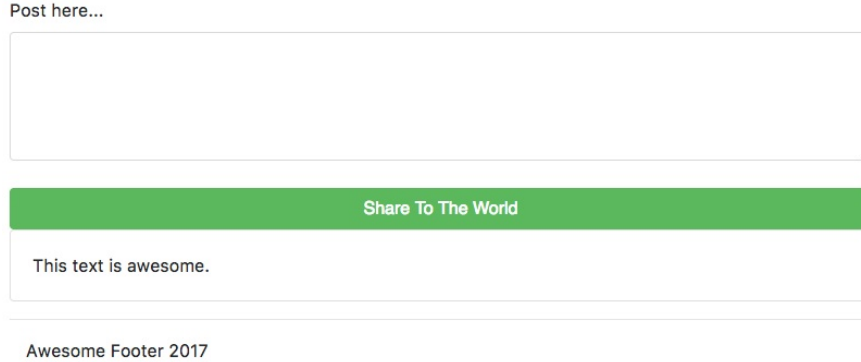 Post here...
Share To The World
This text is awesome.
Awesome Footer 2017